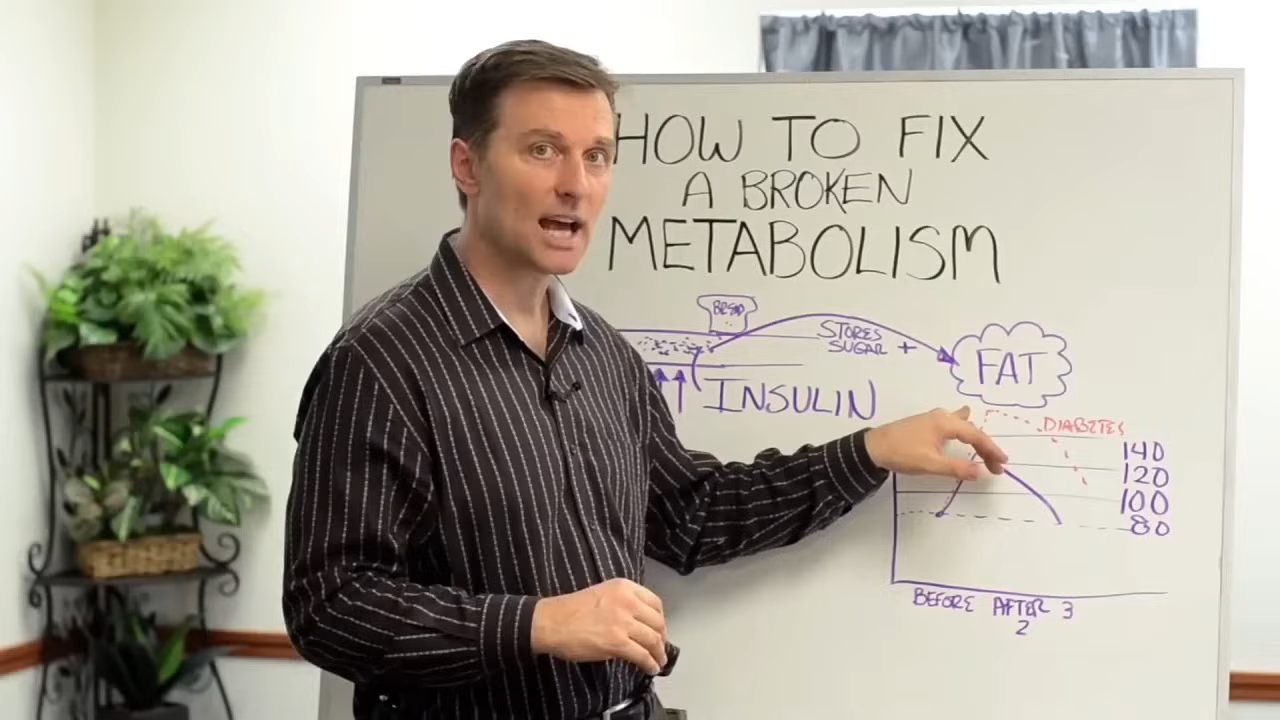 HOW TO FIX
A BROKEN
METABOLISM
BREAD
STORES
SUGAR +
FAT
INSULIN
DIABETES
140
120
100
80
BEFORE AFTER 3
2